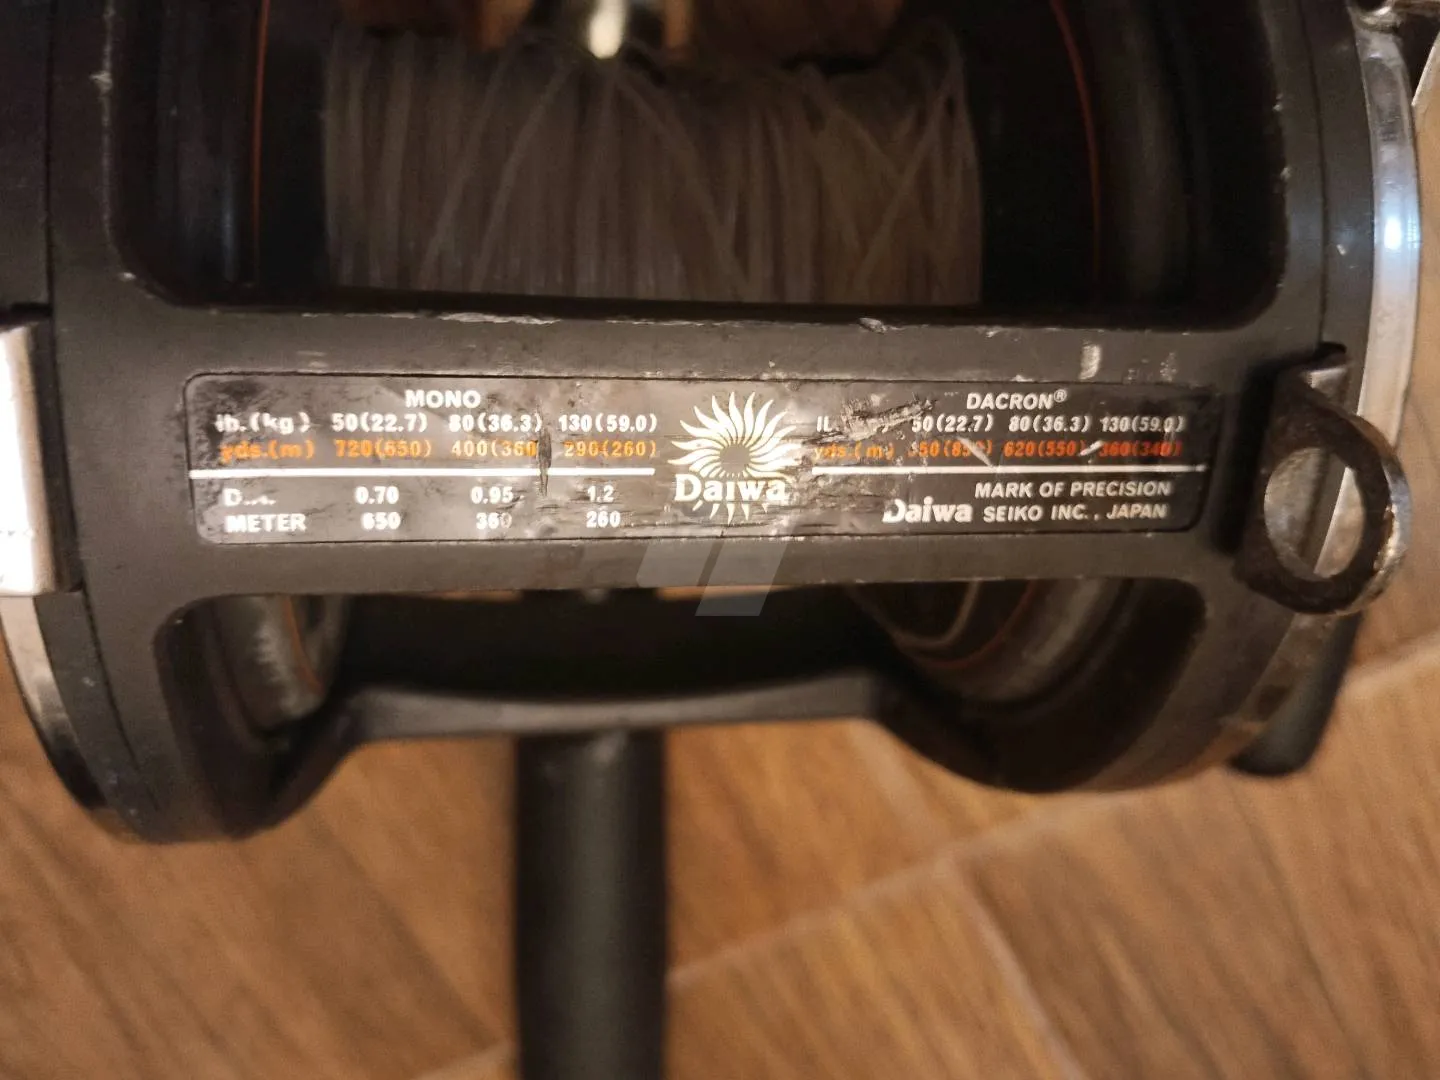 MONO
lb.(kg) 50(22.7) 80(36.3) 130(59.0)
yds.(m) 720(650) 400(360 290(260)
0.70 0.95 1.2
METER 650 360 260
Daiwa
DACRON®
50(22.7) 80(36.3) 130(59.0)
yds.(m) 620(550) 360(340)
MARK OF PRECISION
Daiwa SEIKO INC., JAPAN